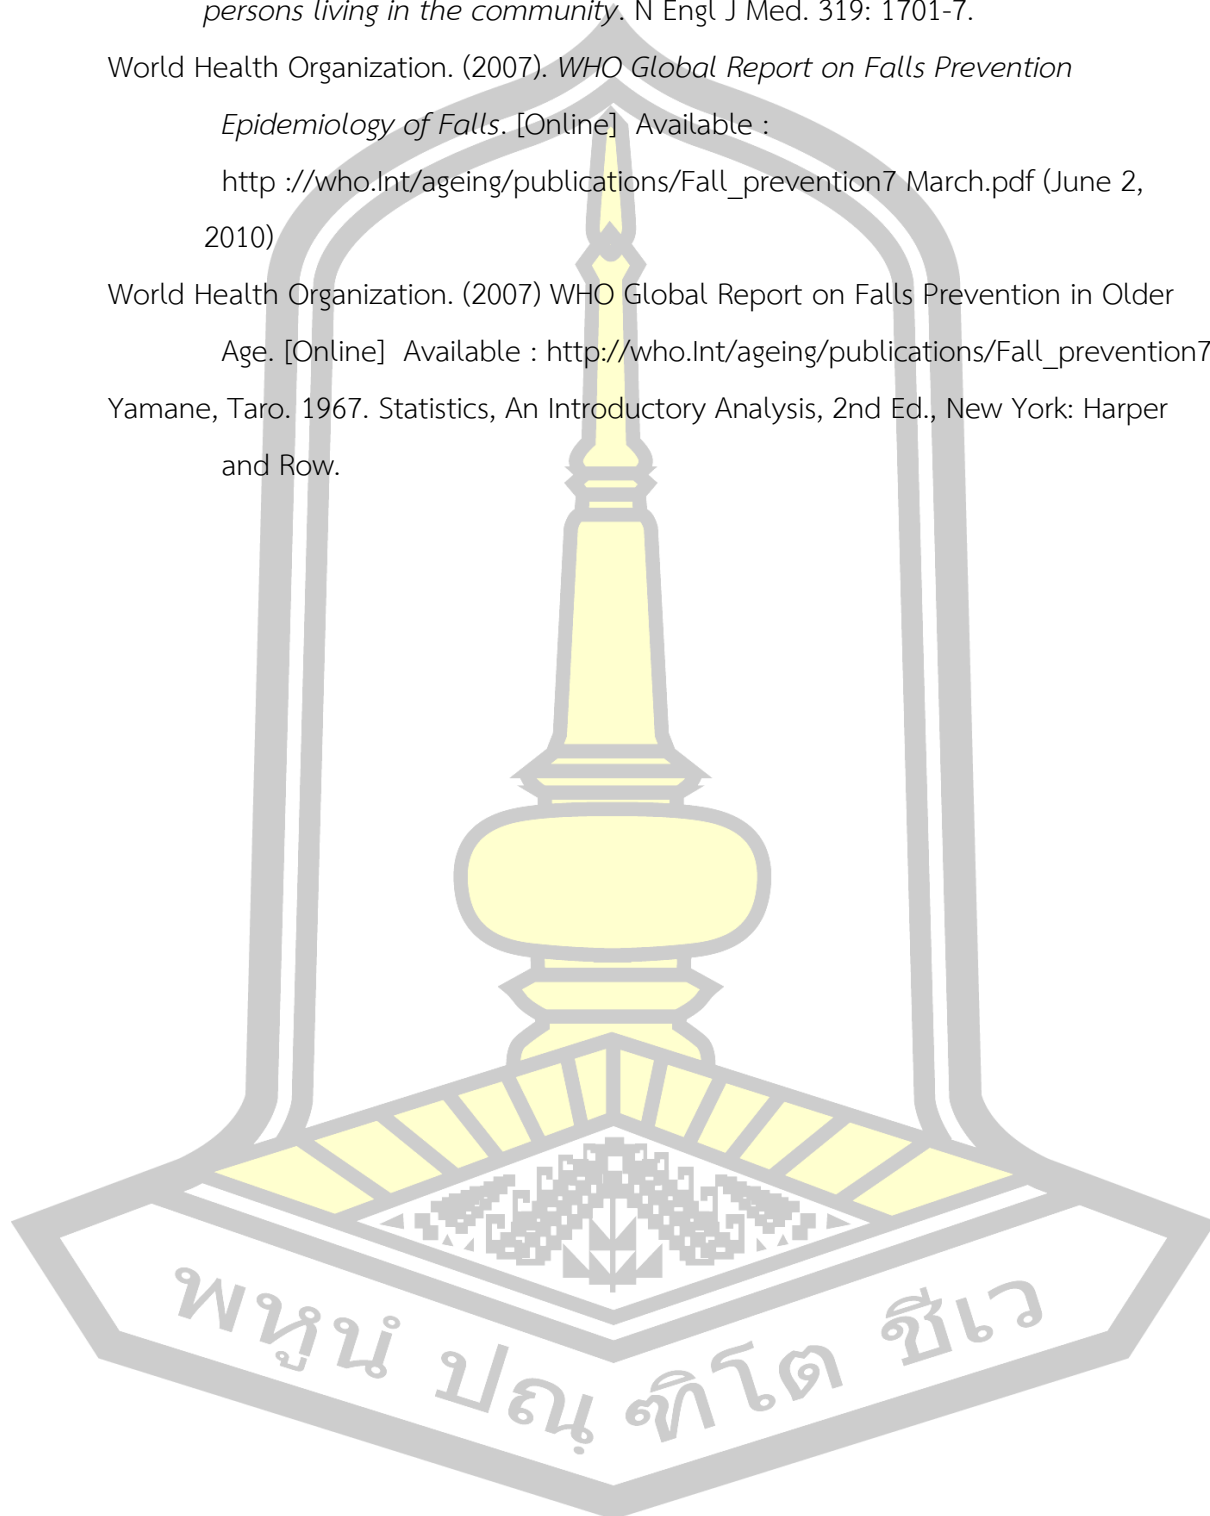 persons living in the community. N Engl J Med. 319: 1701-7.
World Health Organization. (2007). WHO Global Report on Falls Prevention
Epidemiology of Falls. [Online] Available :
http ://who.Int/ageing/publications/Fall_prevention7 March.pdf (June 2,
2010)
World Health Organization. (2007) WHO Global Report on Falls Prevention in Older
Age. [Online] Available : http://who.Int/ageing/publications/Fall_prevention7
Yamane, Taro. 1967. Statistics, An Introductory Analysis, 2nd Ed., New York: Harper
and Row.
พหูนํ ปณฺฑิโต ชีเว